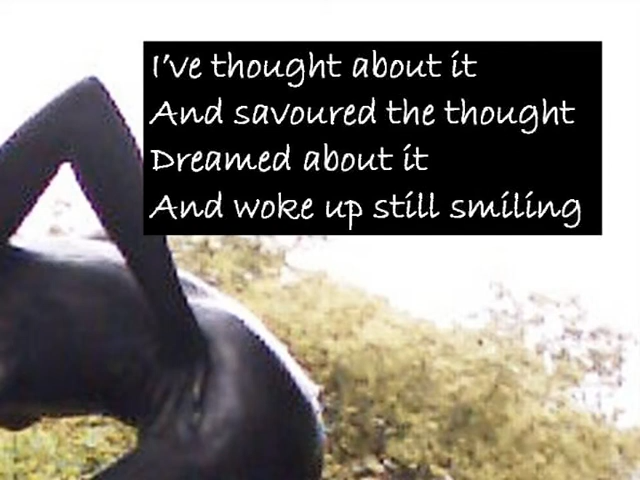 I've thought about it
And savoured the thought
Dreamed about it
And woke up still smiling